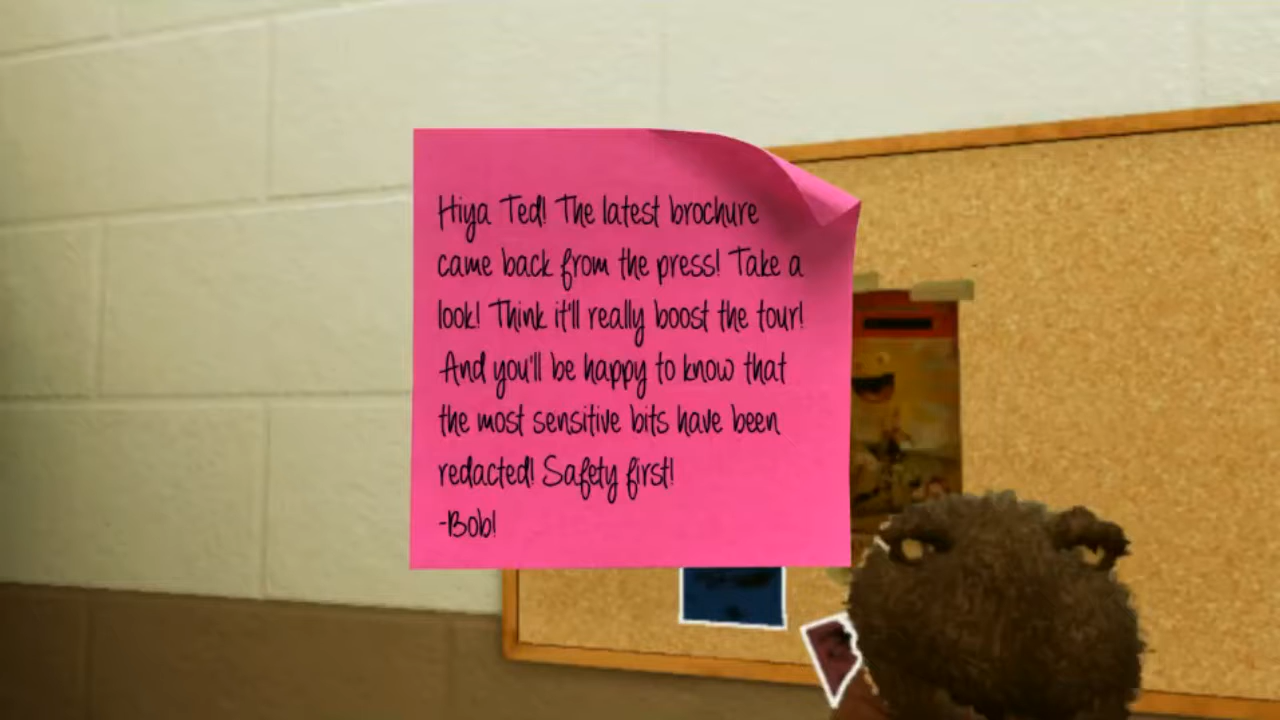 Hiya Ted! The latest brochure
came back from the press! Take a
look! Think it'll really boost the tour!
And you'll be happy to know that
the most sensitive bits have been
redacted! Safety first!
-Bob!